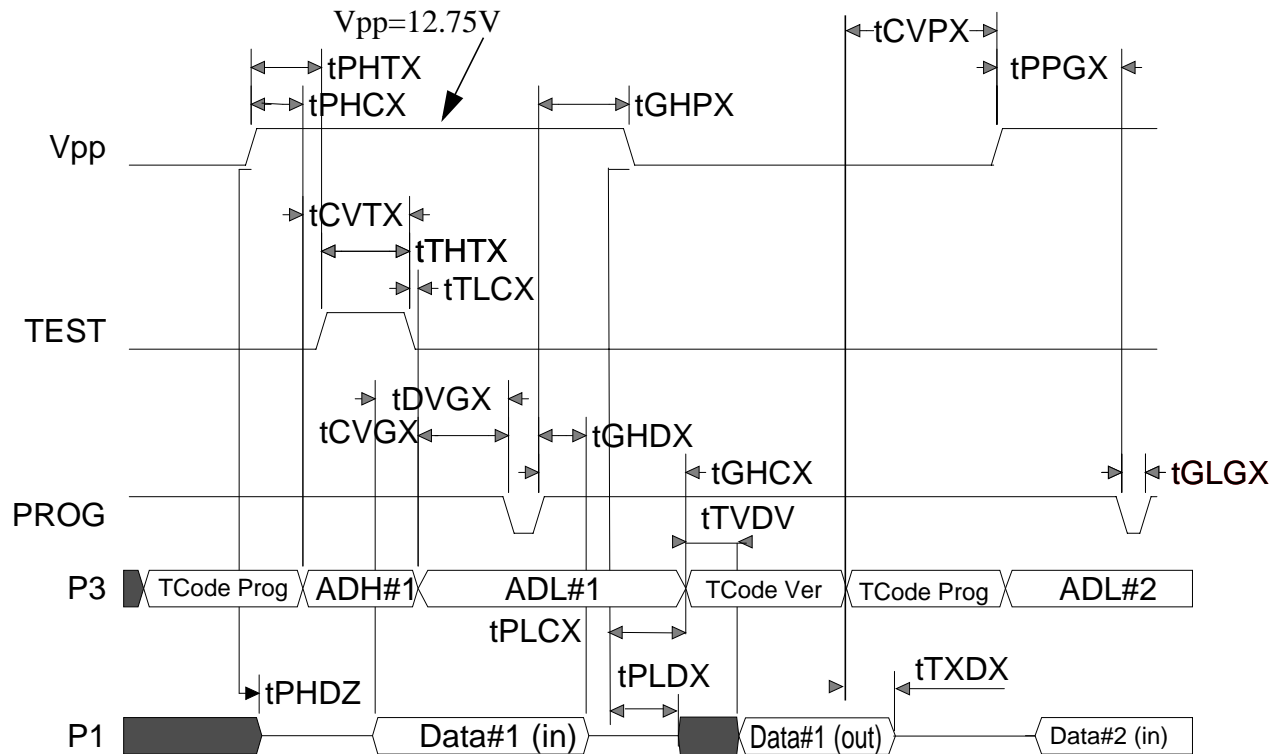 Vpp=12.75V
tCVPX
tPHTX
tPPGX
tPHCX
tGHPX
Vpp
tCVTX
tTHTX
tTLCX
TEST
tDVGX
tCVGX
tGHDX
tGHCX
tGLGX
PROG
tTVDV
P3
TCode Prog
ADH#1
ADL#1
TCode Ver
TCode Prog
ADL#2
tPLCX
tPHDZ
tPLDX
tTXDX
P1
Data#1 (in)
Data#1 (out)
Data#2 (in)